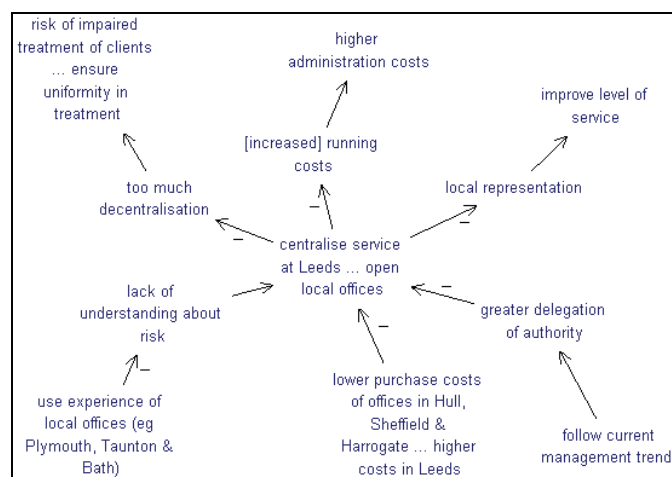 risk of impaired
treatment of clients
... ensure
uniformity in
treatment
higher
administration costs
improve level of
service
[increased] running
costs
too much
decentralisation
local representation
–
–
–
centralise service
at Leeds ... open
local offices
lack of
understanding about
risk
–
greater delegation
of authority
–
–
use experience of
local offices (eg
Plymouth, Taunton &
Bath)
lower purchase costs
of offices in Hull,
Sheffield &
Harrogate ... higher
costs in Leeds
follow current
management trend